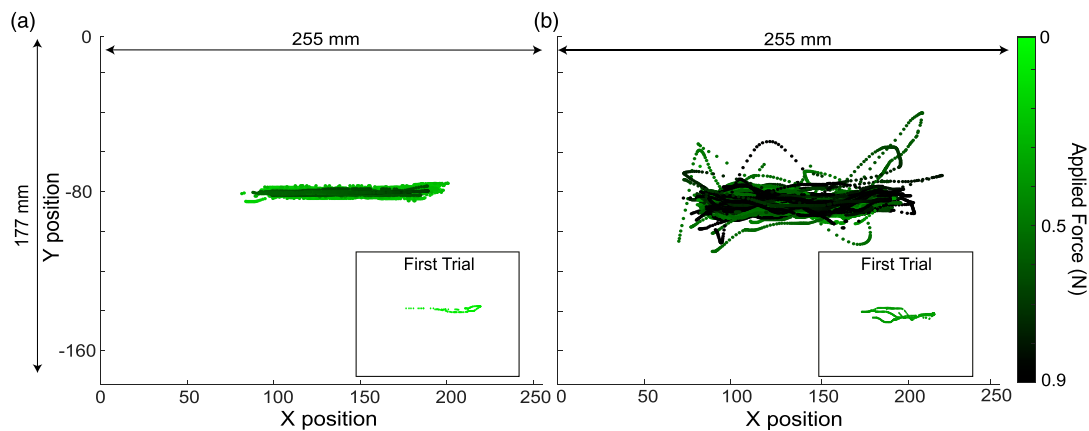 (a)
255 mm
0
-80
-160
177 mm
Y position
First Trial
0
50
100
150
200
250
X position
(b)
255 mm
First Trial
0
50
100
150
200
250
X position
0
0.5
0.9
Applied Force (N)